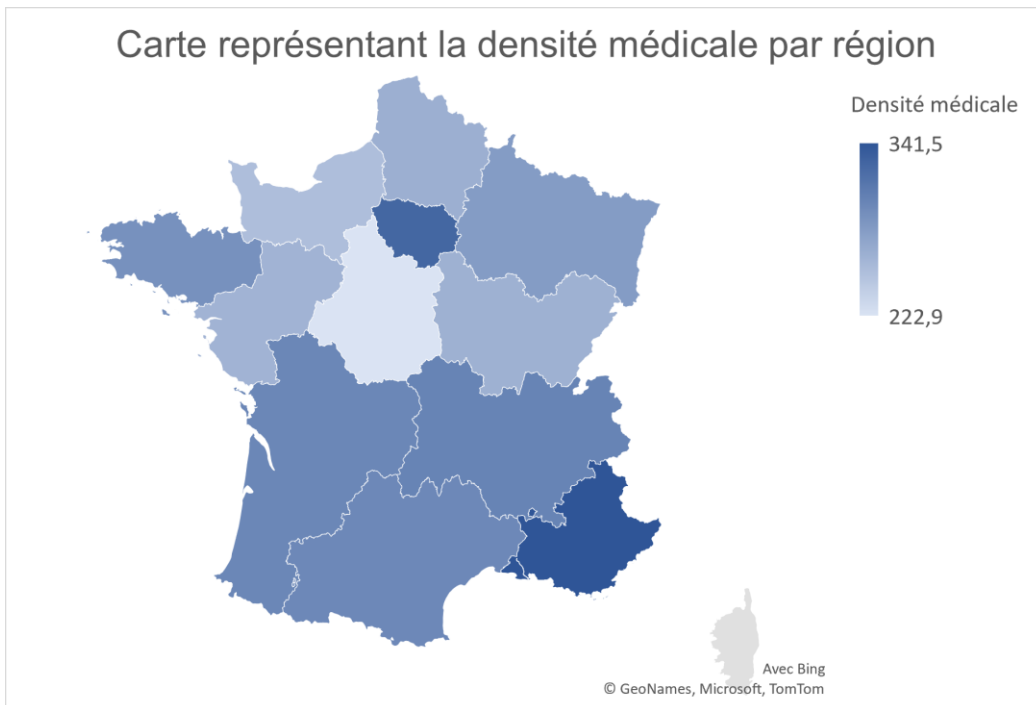 Carte représentant la densité médicale par région
Densité médicale
341,5
222,9
Avec Bing
© GeoNames, Microsoft, TomTom